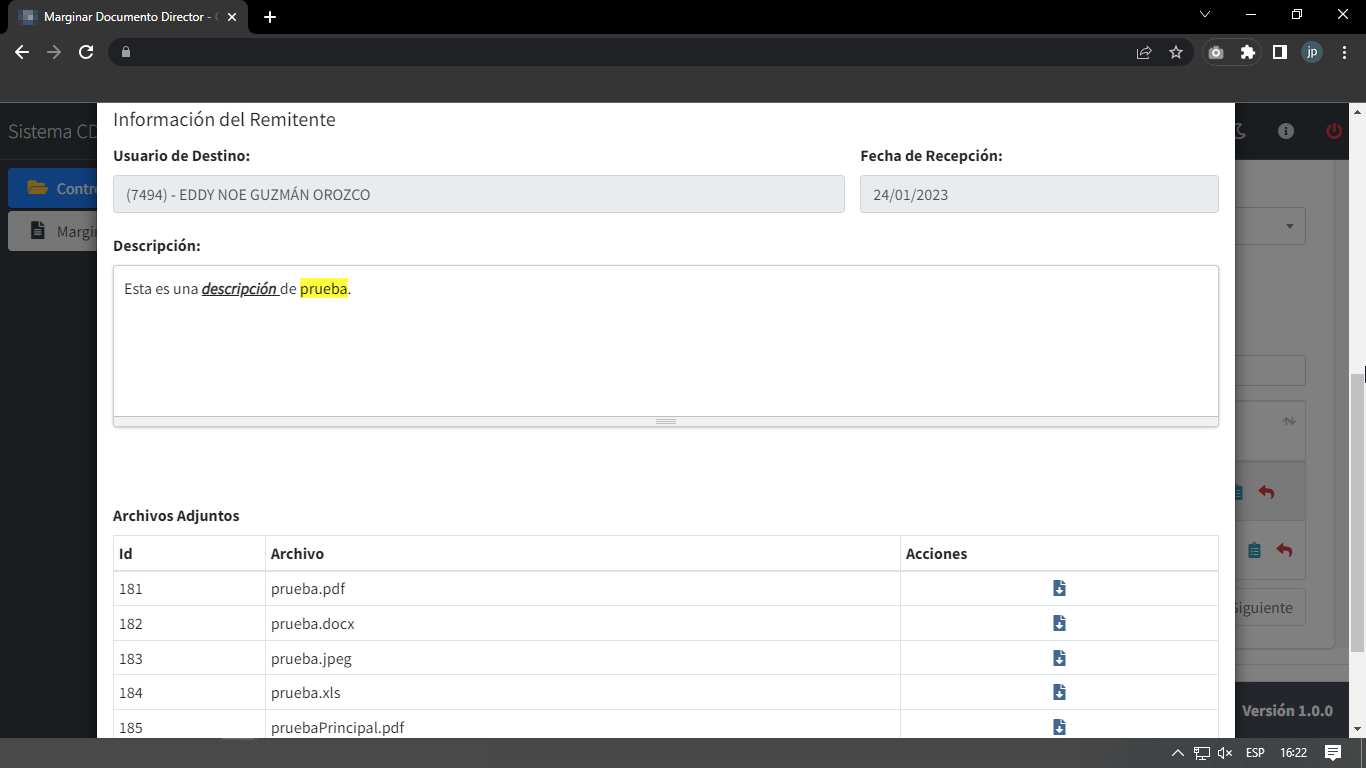 Marginar Documento Director -
jp
Sistema CD
Contro
Margin
Información del Remitente
Usuario de Destino:
Fecha de Recepción:
(7494) - EDDY NOE GUZMÁN OROZCO
24/01/2023
Descripción:
Esta es una descripción de prueba.
Archivos Adjuntos
Id Archivo Acciones
181 prueba.pdf
182 prueba.docx
183 prueba.jpeg
184 prueba.xls
185 pruebaPrincipal.pdf
Siguiente
Versión 1.0.0
ESP 16:22